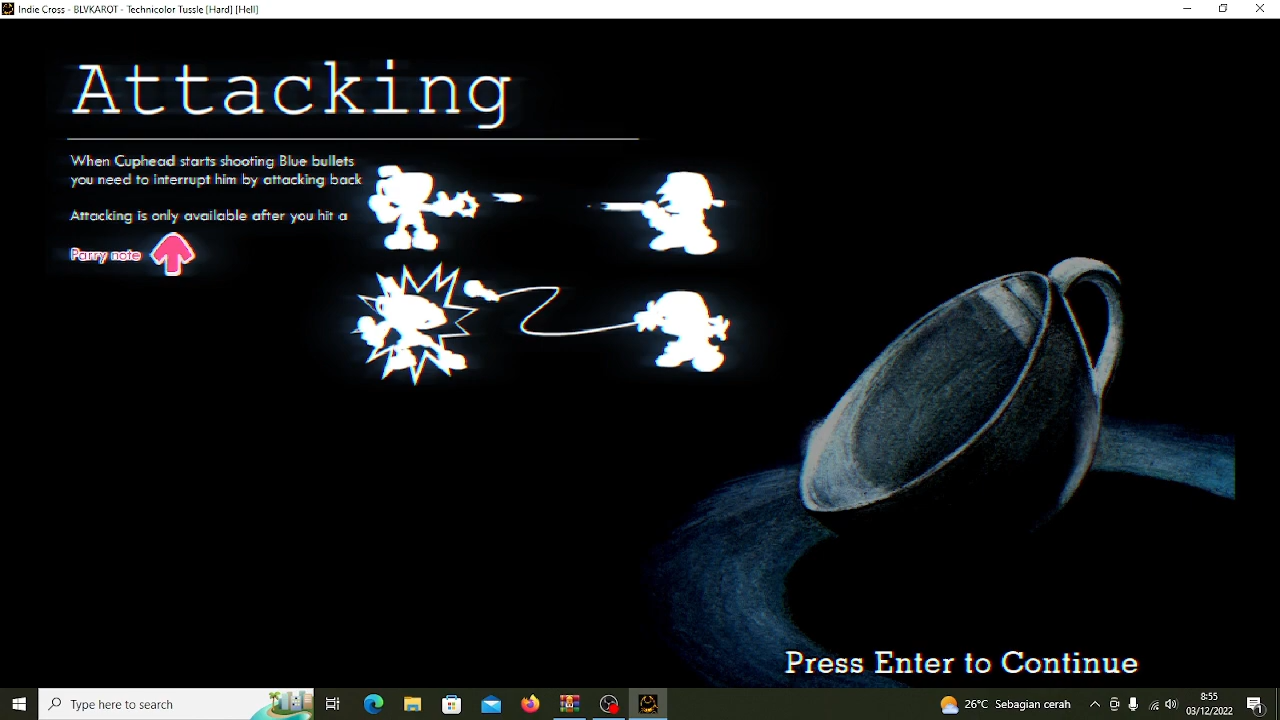 Indie Cross - BLVKAROT - Technicolor Tussle [Hard] [Hell]
Attacking
When Cuphead starts shooting Blue bullets
you need to interrupt him by attacking back
Attacking is only available after you hit a
Parry note
Press Enter to Continue
Type here to search
26°C Sebagian cerah
8:55
03/12/2022
1